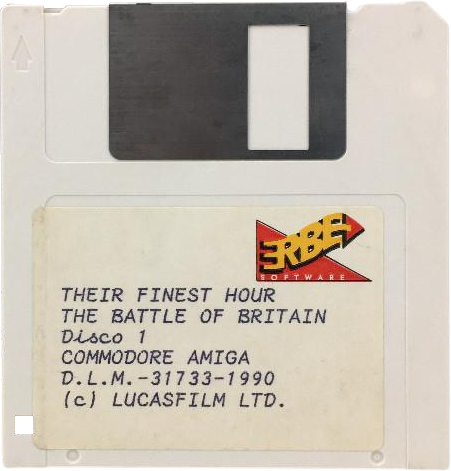 ERBE
SOFTWARE
THEIR FINEST HOUR
THE BATTLE OF BRITAIN
Disco 1
COMMODORE AMIGA
D.L.M.-31733-1990
(c) LUCASFILM LTD.